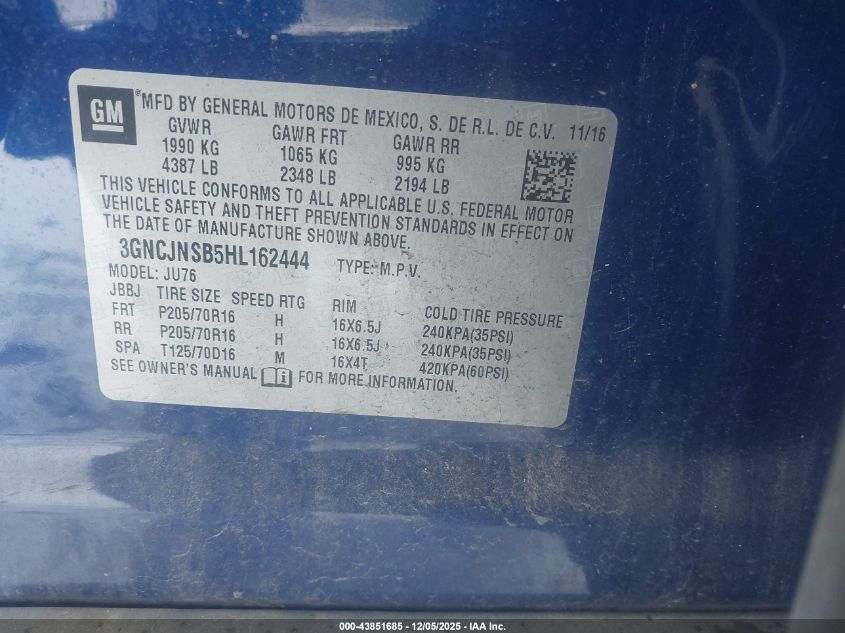 GM ®MFD BY GENERAL MOTORS DE MEXICO, S. DE R.L. DE C.V. 11/16
GVWR GAWR FRT GAWR RR
1990 KG 1065 KG 995 KG
4387 LB 2348 LB 2194 LB
THIS VEHICLE CONFORMS TO ALL APPLICABLE U.S. FEDERAL MOTOR
VEHICLE SAFETY AND THEFT PREVENTION STANDARDS IN EFFECT ON
THE DATE OF MANUFACTURE SHOWN ABOVE.
3GNCJNSB5HL162444 TYPE: M.P.V.
MODEL: JU76
JBBJ TIRE SIZE SPEED RTG RIM COLD TIRE PRESSURE
FRT P205/70R16 H 16X6.5J 240KPA(35PSI)
RR P205/70R16 H 16X6.5J 240KPA(35PSI)
SPA T125/70D16 M 16X4T 420KPA(60PSI)
SEE OWNER'S MANUAL FOR MORE INFORMATION.
000-43851685 - 12/05/2025 - IAA Inc.